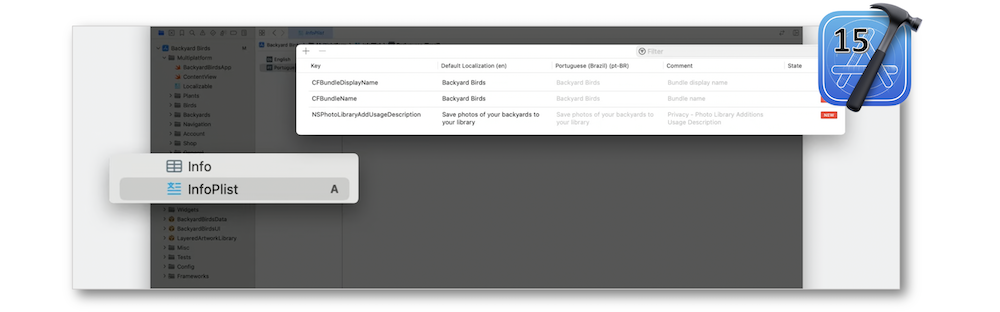 15
Backyard Birds M
InfoPlist
Multiplatform
BackyardBirdsApp
ContentView
Localizable
Plants
Birds
Backyards
Navigation
Account
Shop
Backyard Birds
English
Filter
Key Default Localization (en) Portuguese (Brazil) (pt-BR) Comment State
CFBundleDisplayName Backyard Birds Backyard Birds Bundle display name
CFBundleName Backyard Birds Backyard Birds Bundle name
NSPhotoLibraryAddUsageDescription Save photos of your backyards to Save photos of your backyards to Privacy - Photo Library Additions NEW
your library your library Usage Description
Info
InfoPlist A
Widgets
BackyardBirdsData
BackyardBirdsUI
LayeredArtworkLibrary
Misc
Tests
Config
Frameworks